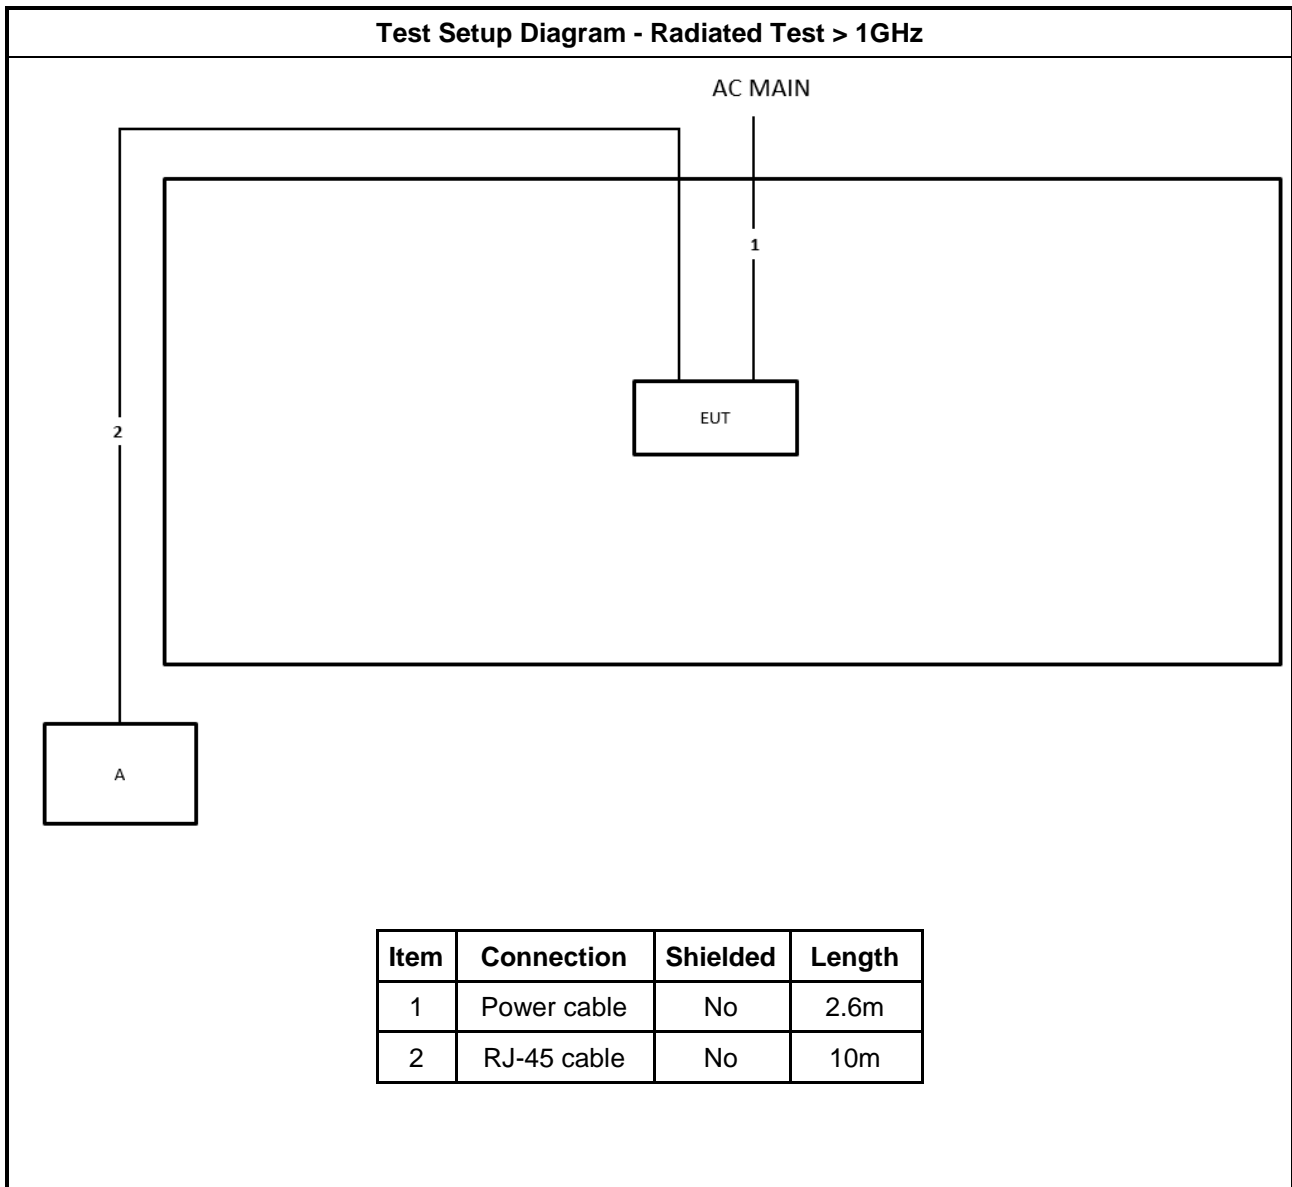 Test Setup Diagram - Radiated Test > 1GHz
AC MAIN
1
EUT
2
A
Item Connection Shielded Length
1 Power cable No 2.6m
2 RJ-45 cable No 10m